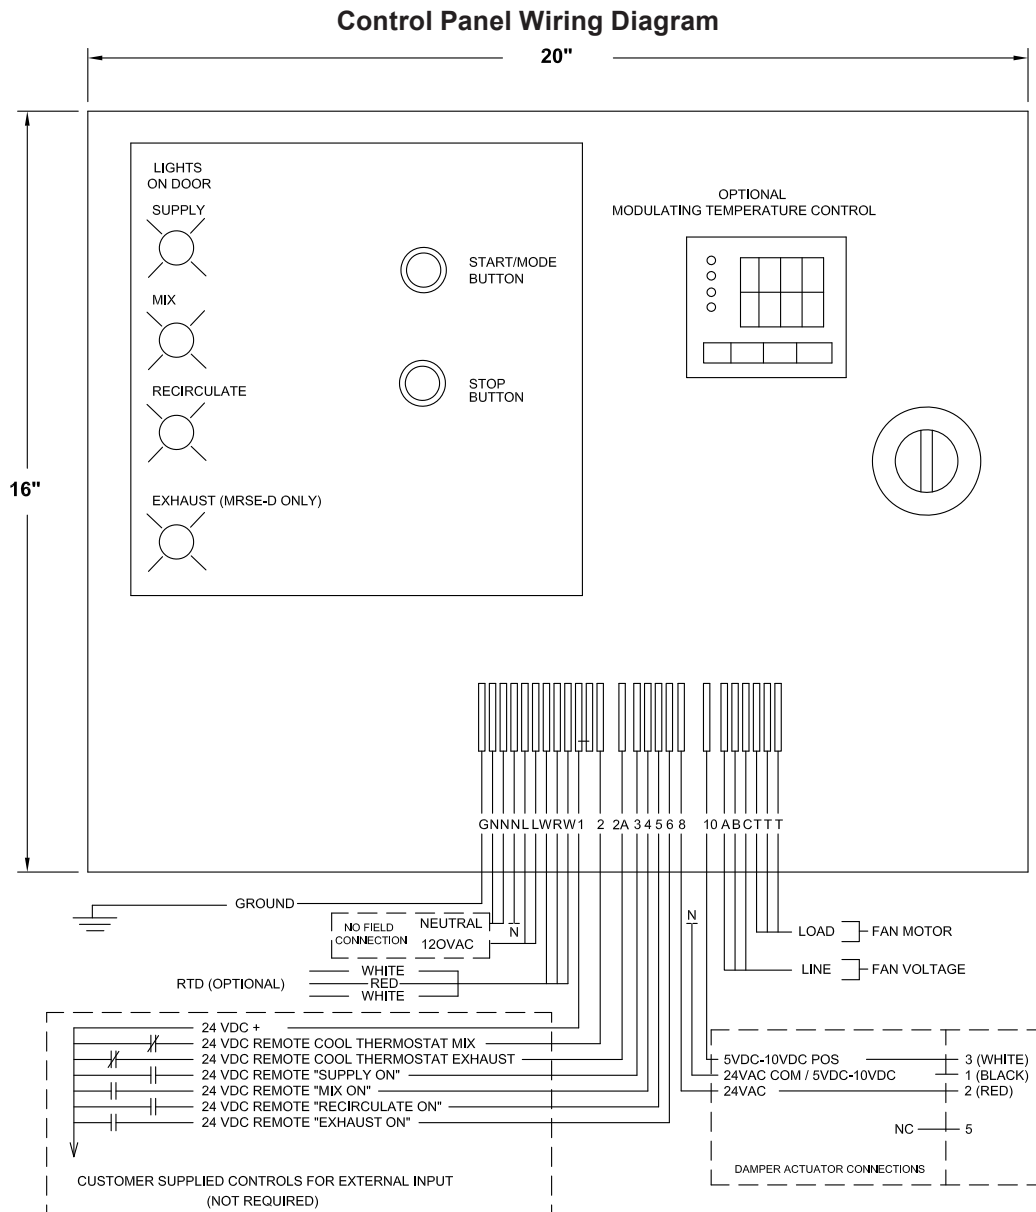 Control Panel Wiring Diagram
20"
16"
LIGHTS
ON DOOR
SUPPLY
MIX
RECIRCULATE
EXHAUST (MRSE-D ONLY)
START/MODE
BUTTON
STOP
BUTTON
OPTIONAL
MODULATING TEMPERATURE CONTROL
G N N N L L W R W 1 2 2A 3 4 5 6 8 10 A B C T T T
GROUND
NO FIELD
CONNECTION
NEUTRAL
12OVAC
N
N
RTD (OPTIONAL)
WHITE
RED
WHITE
LOAD
FAN MOTOR
LINE
FAN VOLTAGE
24 VDC +
24 VDC REMOTE COOL THERMOSTAT MIX
24 VDC REMOTE COOL THERMOSTAT EXHAUST
24 VDC REMOTE "SUPPLY ON"
24 VDC REMOTE "MIX ON"
24 VDC REMOTE "RECIRCULATE ON"
24 VDC REMOTE "EXHAUST ON"
CUSTOMER SUPPLIED CONTROLS FOR EXTERNAL INPUT
(NOT REQUIRED)
5VDC-10VDC POS
3 (WHITE)
24VAC COM / 5VDC-10VDC
1 (BLACK)
24VAC
2 (RED)
NC
5
DAMPER ACTUATOR CONNECTIONS